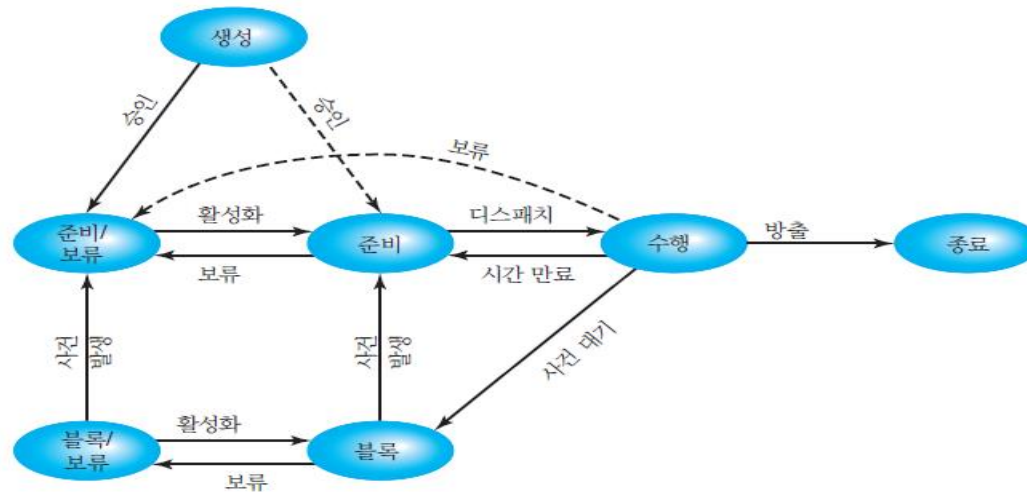 생성
승인
승인
보류
준비/
보류
활성화
보류
준비
디스패치
시간 만료
수행
방출
종료
사건
발생
사건
발생
사건 대기
블록/
보류
활성화
보류
블록